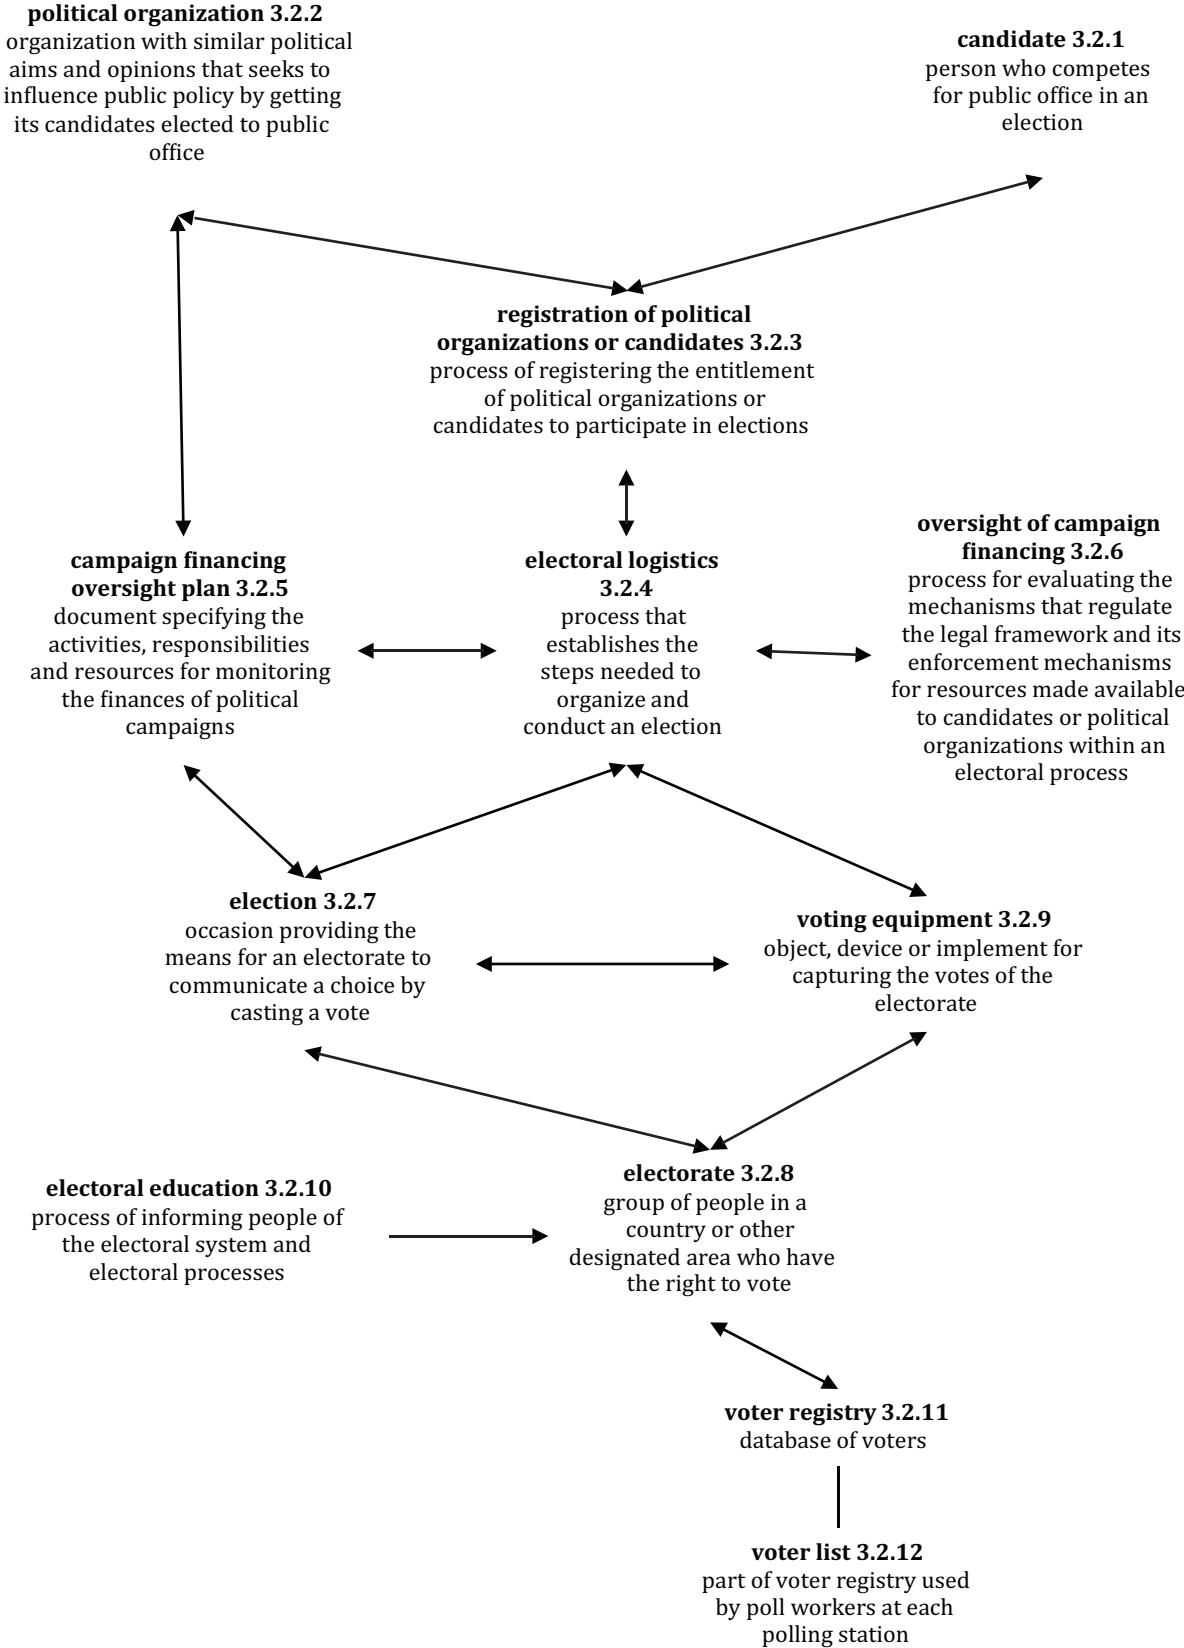 political organization 3.2.2
organization with similar political
aims and opinions that seeks to
influence public policy by getting
its candidates elected to public
office
candidate 3.2.1
person who competes
for public office in an
election
registration of political
organizations or candidates 3.2.3
process of registering the entitlement
of political organizations or
candidates to participate in elections
campaign financing
oversight plan 3.2.5
document specifying the
activities, responsibilities
and resources for monitoring
the finances of political
campaigns
electoral logistics
3.2.4
process that
establishes the
steps needed to
organize and
conduct an election
oversight of campaign
financing 3.2.6
process for evaluating the
mechanisms that regulate
the legal framework and its
enforcement mechanisms
for resources made available
to candidates or political
organizations within an
electoral process
election 3.2.7
occasion providing the
means for an electorate to
communicate a choice by
casting a vote
voting equipment 3.2.9
object, device or implement for
capturing the votes of the
electorate
electoral education 3.2.10
process of informing people of
the electoral system and
electoral processes
electorate 3.2.8
group of people in a
country or other
designated area who have
the right to vote
voter registry 3.2.11
database of voters
voter list 3.2.12
part of voter registry used
by poll workers at each
polling station